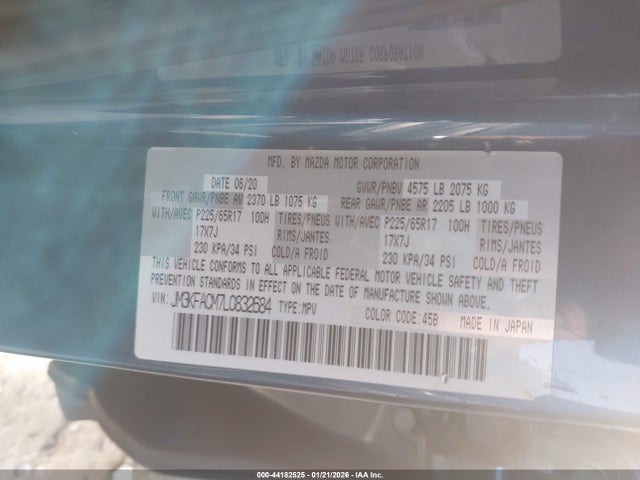 MFD. BY MAZDA MOTOR CORPORATION
MFD. BY MAZDA MOTOR CORPORATION
DATE 06/20 GVWR/PNBV 4575 LB 2075 KG
FRONT GAWR/PNBE AV 2370 LB 1075 KG REAR GAWR/PNBE AR 2205 LB 1000 KG
WITH/AVEC P225/65R17 100H TIRES/PNEUS WITH/AVEC P225/65R17 100H TIRES/PNEUS
17X7J RIMS/JANTES 17X7J RIMS/JANTES
230 KPA/34 PSI COLD/A FROID 230 KPA/34 PSI COLD/A FROID
THIS VEHICLE CONFORMS TO ALL APPLICABLE FEDERAL MOTOR VEHICLE SAFETY AND THEFT
PREVENTION STANDARDS IN EFFECT ON THE DATE OF MANUFACTURE SHOWN ABOVE.
VIN: JM3KFACM7L0832684 TYPE: MPV COLOR CODE: 45B MADE IN JAPAN
000-44182525 - 01/21/2026 - IAA Inc.